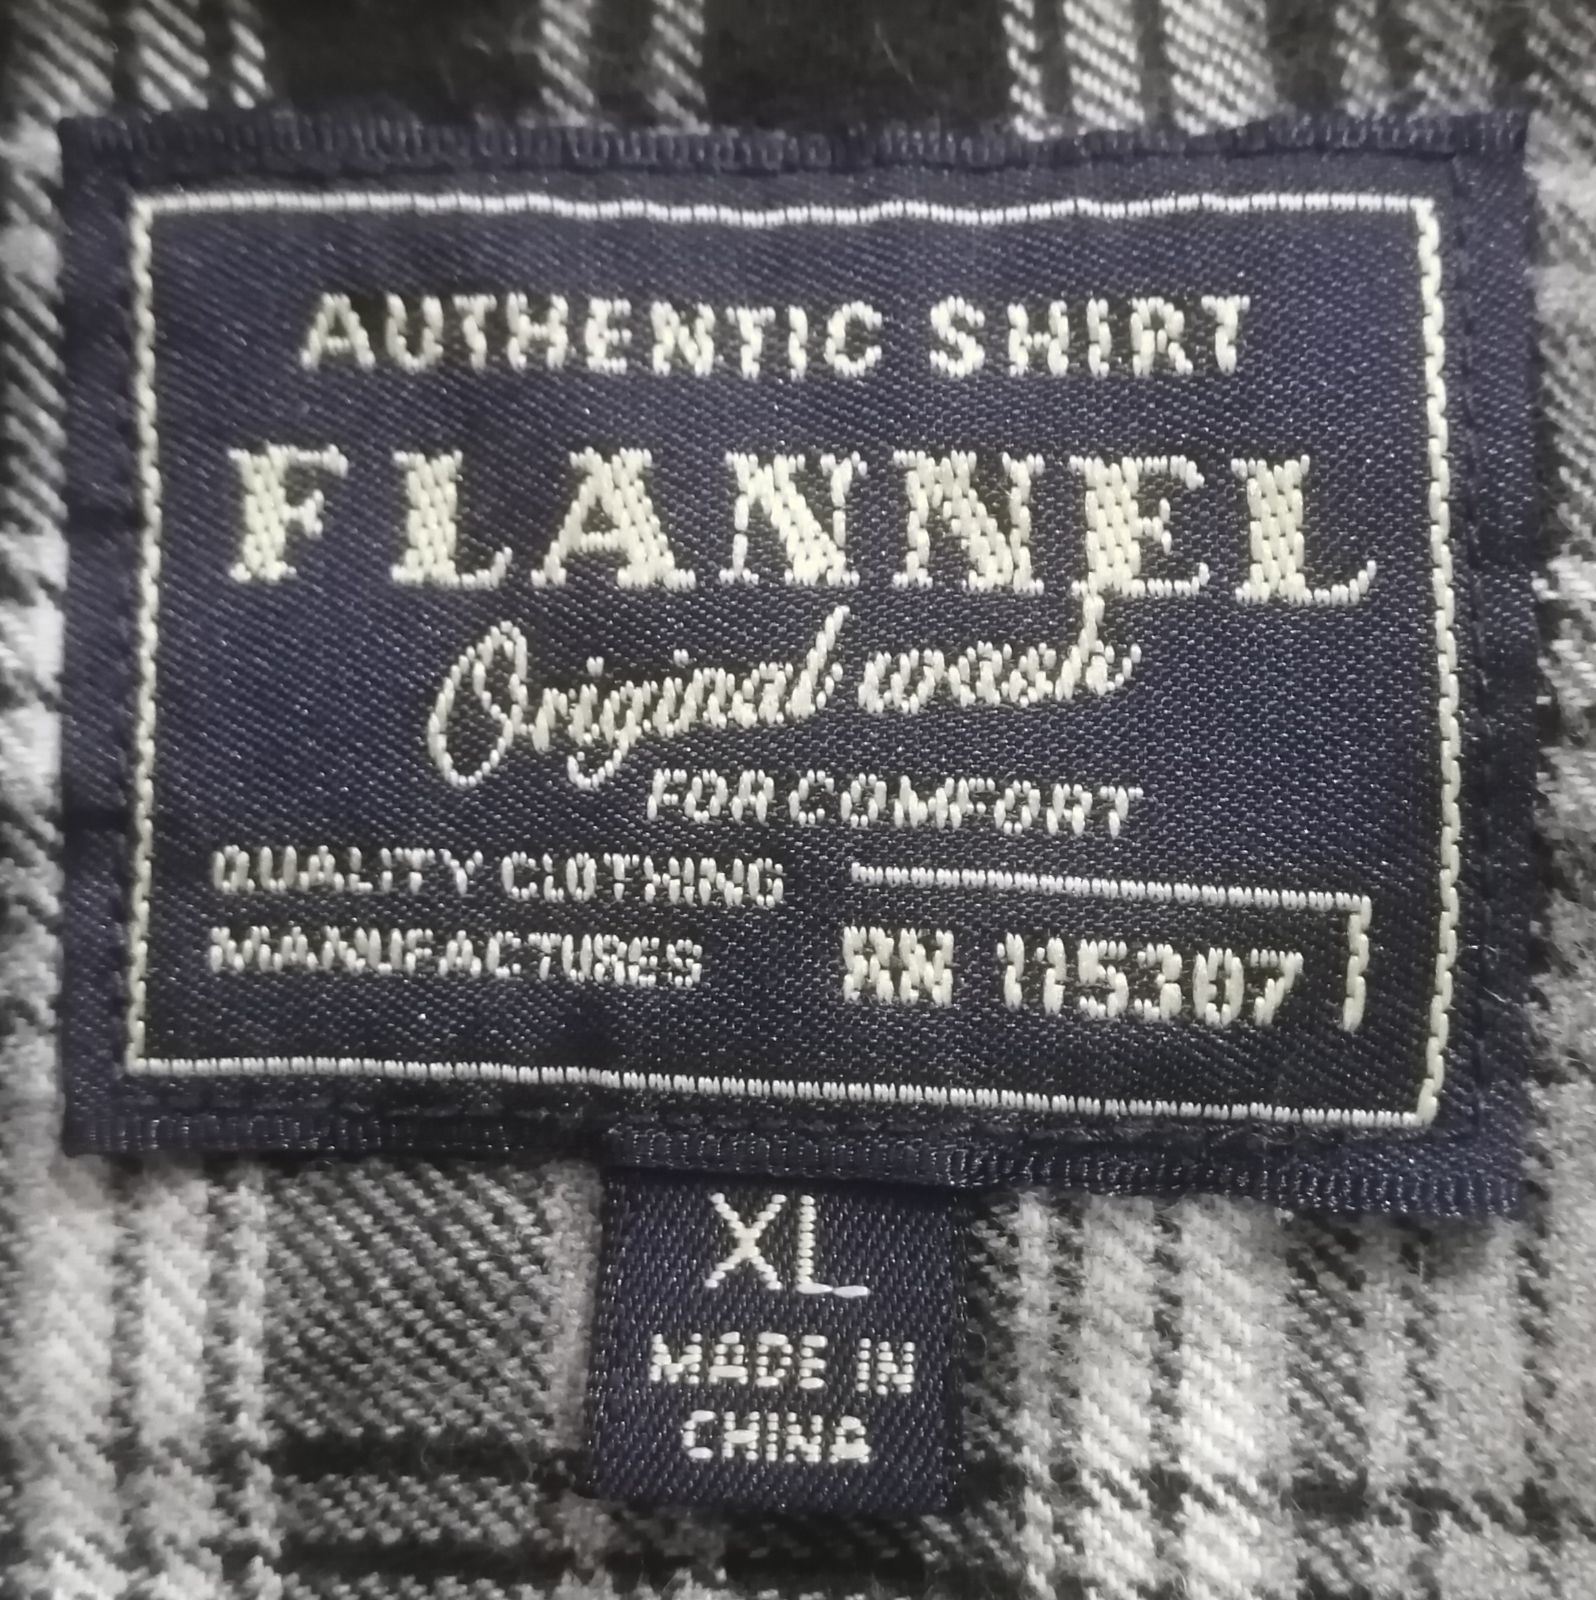 AUTHENTIC SHIRT
FLANNEL
Original wash
FOR COMFORT
QUALITY CLOTHING
MANUFACTURES
RN 115307
XL
MADE IN
CHINA